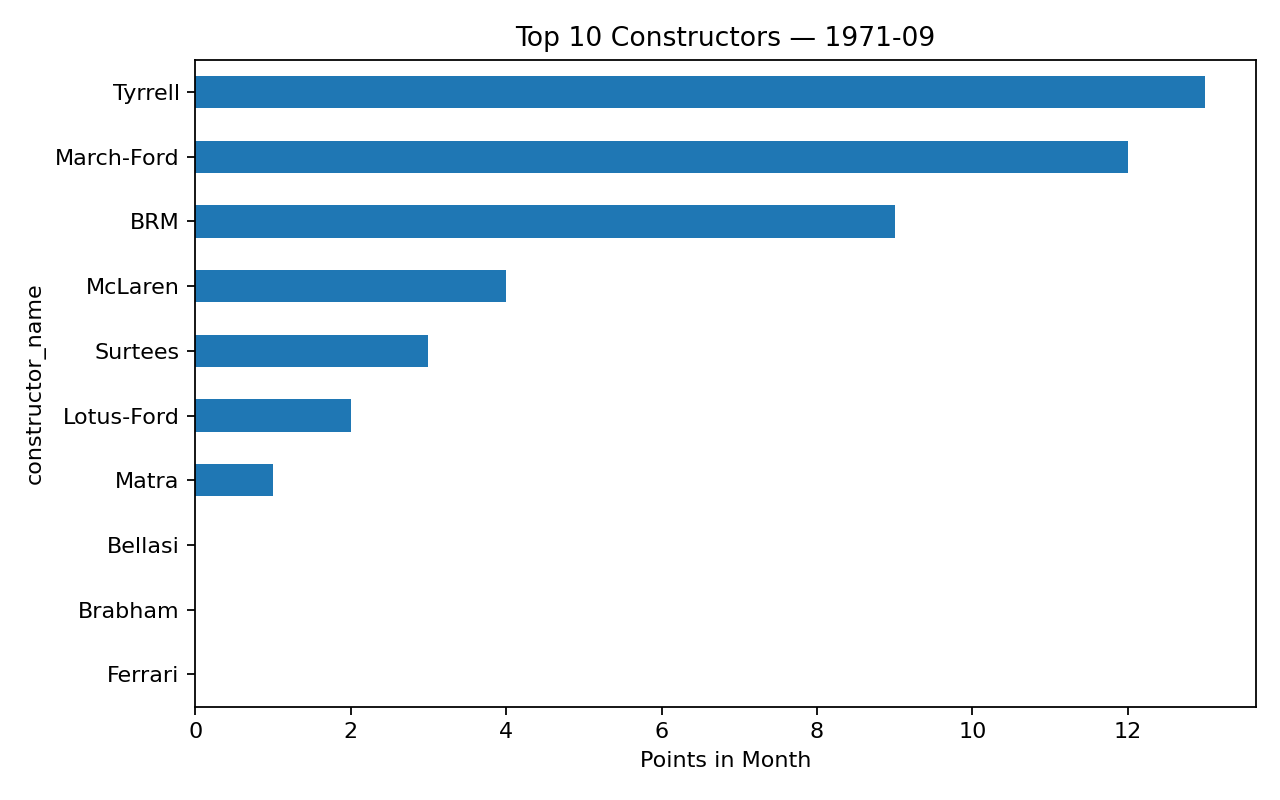 Top 10 Constructors — 1971-09
constructor_name
Tyrrell
March-Ford
BRM
McLaren
Surtees
Lotus-Ford
Matra
Bellasi
Brabham
Ferrari
0 2 4 6 8 10 12
Points in Month